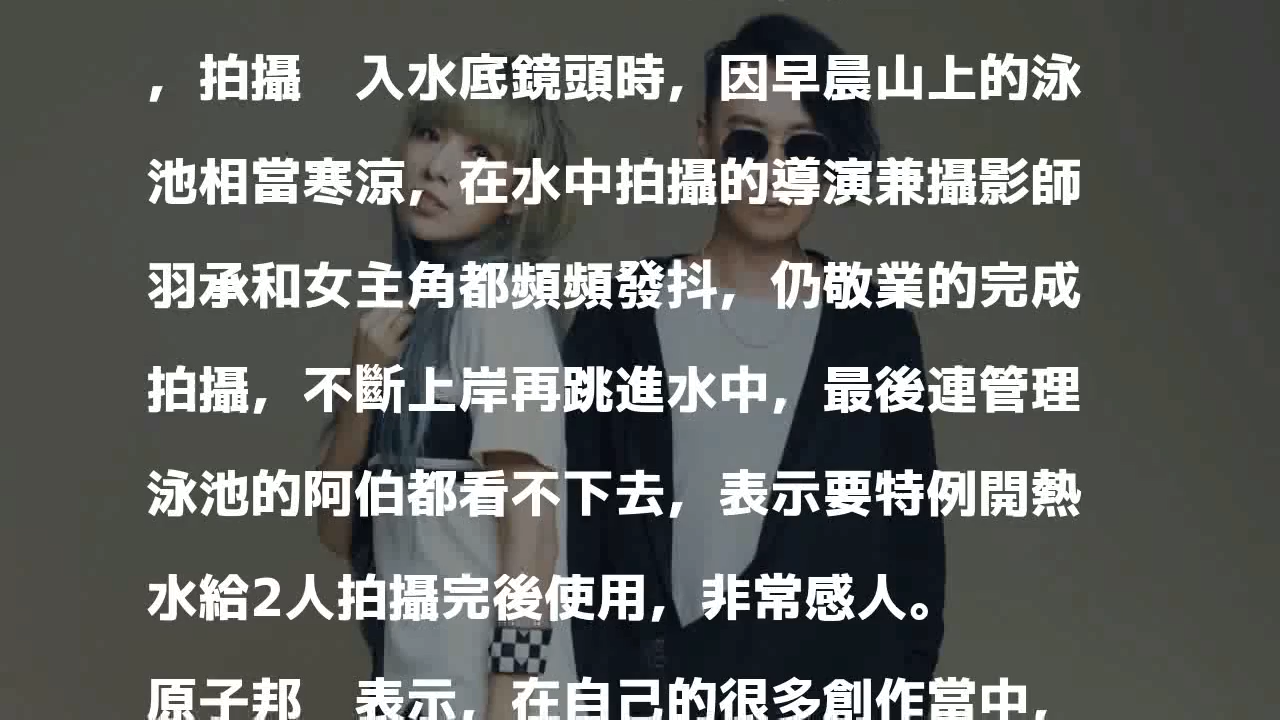 ，拍攝　入水底鏡頭時，因早晨山上的泳
池相當寒涼，在水中拍攝的導演兼攝影師
羽承和女主角都頻頻發抖，仍敬業的完成
拍攝，不斷上岸再跳進水中，最後連管理
泳池的阿伯都看不下去，表示要特例開熱
水給2人拍攝完後使用，非常感人。
原子邦　表示，在自己的很多創作當中，